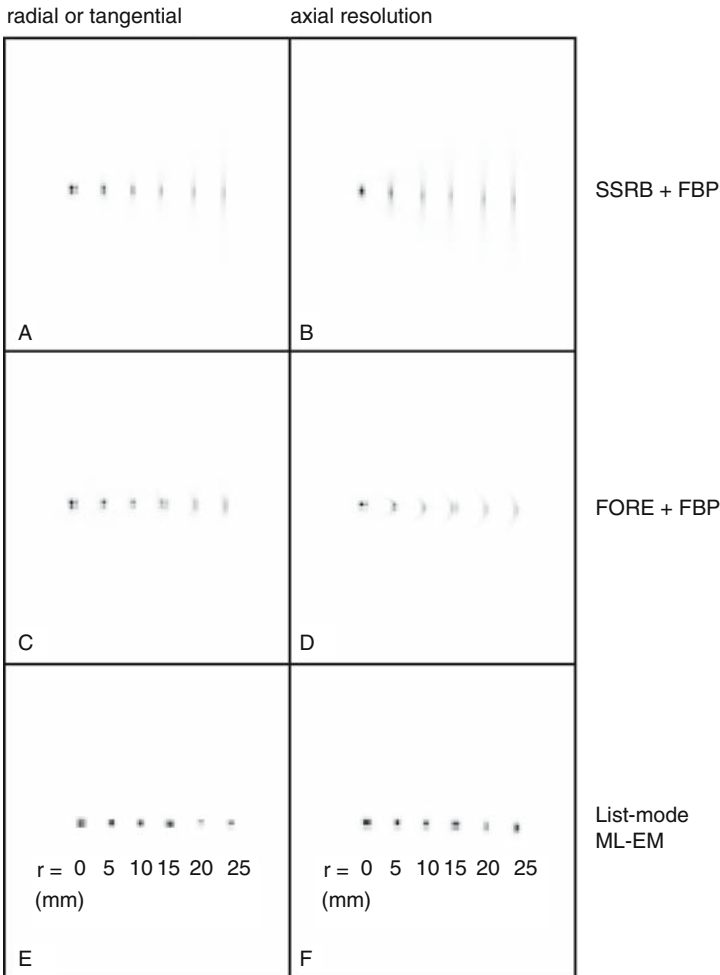 radial or tangential
axial resolution
SSRB + FBP
A
B
FORE + FBP
C
D
List-mode
ML-EM
r = 0 5 10 15 20 25
(mm)
r = 0 5 10 15 20 25
(mm)
E
F